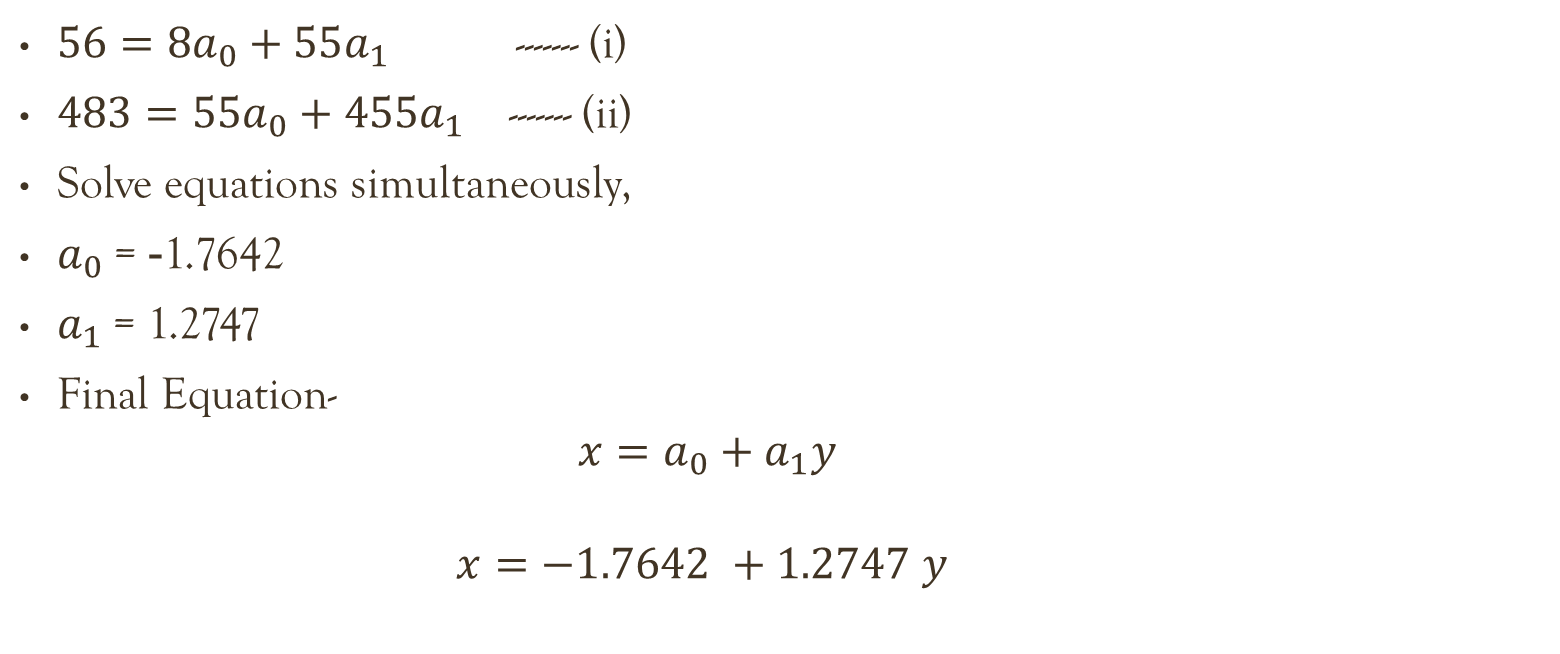 • 56 = 8a₀ + 55a₁ ------- (i)
• 483 = 55a₀ + 455a₁ ------- (ii)
• Solve equations simultaneously,
• a₀ = -1.7642
• a₁ = 1.2747
• Final Equation-
x = a₀ + a₁y
x = −1.7642 + 1.2747 y